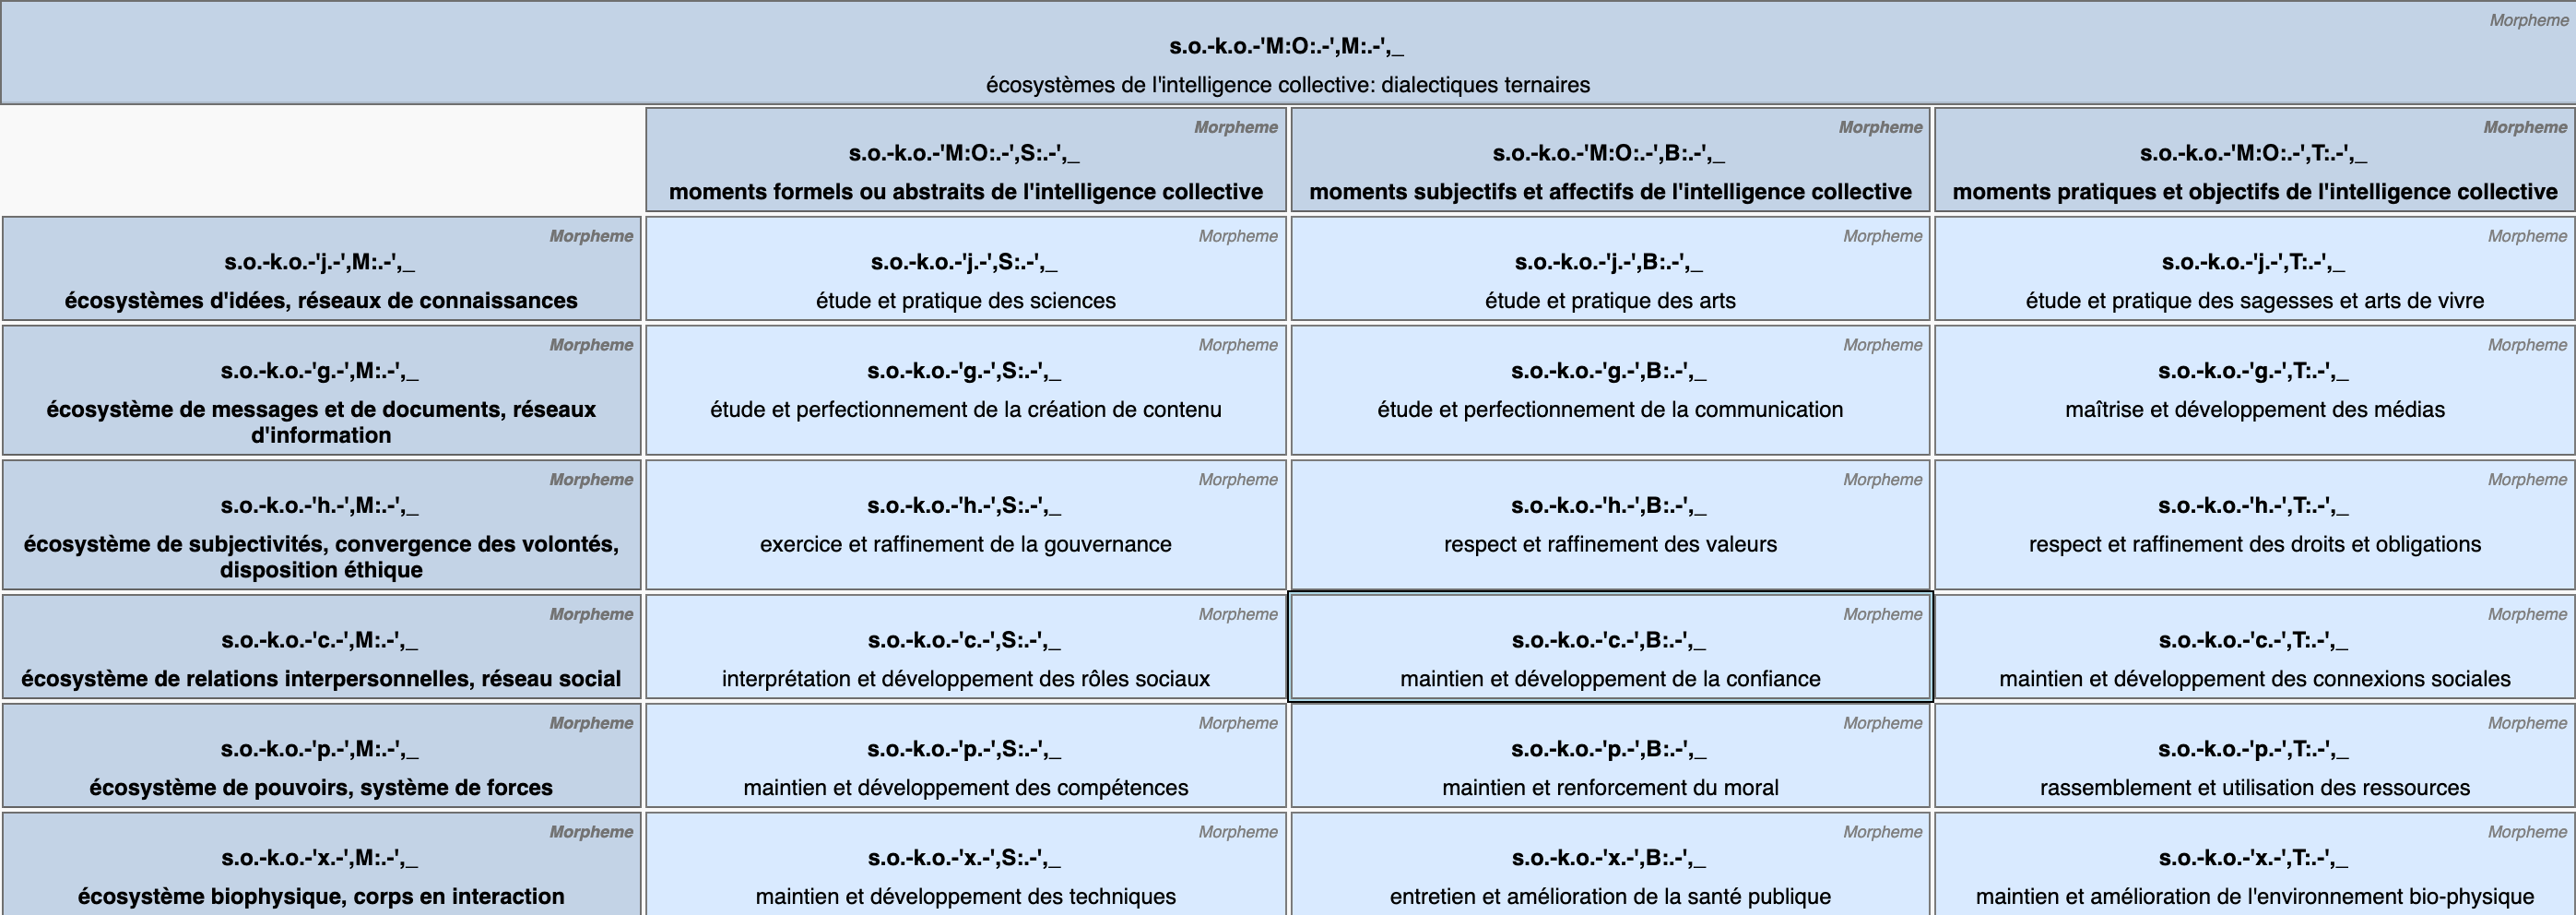 Morpheme
s.o.-k.o.-'M:O:.-',M:.-',_
écosystèmes de l'intelligence collective: dialectiques ternaires
Morpheme
s.o.-k.o.-'M:O:.-',S:.-',_
moments formels ou abstraits de l'intelligence collective
Morpheme
s.o.-k.o.-'M:O:.-',B:.-',_
moments subjectifs et affectifs de l'intelligence collective
Morpheme
s.o.-k.o.-'M:O:.-',T:.-',_
moments pratiques et objectifs de l'intelligence collective
Morpheme
s.o.-k.o.-'j.-',M:.-',_
écosystèmes d'idées, réseaux de connaissances
Morpheme
s.o.-k.o.-'j.-',S:.-',_
étude et pratique des sciences
Morpheme
s.o.-k.o.-'j.-',B:.-',_
étude et pratique des arts
Morpheme
s.o.-k.o.-'j.-',T:.-',_
étude et pratique des sagesses et arts de vivre
Morpheme
s.o.-k.o.-'g.-',M:.-',_
écosystème de messages et de documents, réseaux
d'information
Morpheme
s.o.-k.o.-'g.-',S:.-',_
étude et perfectionnement de la création de contenu
Morpheme
s.o.-k.o.-'g.-',B:.-',_
étude et perfectionnement de la communication
Morpheme
s.o.-k.o.-'g.-',T:.-',_
maîtrise et développement des médias
Morpheme
s.o.-k.o.-'h.-',M:.-',_
écosystème de subjectivités, convergence des volontés,
disposition éthique
Morpheme
s.o.-k.o.-'h.-',S:.-',_
exercice et raffinement de la gouvernance
Morpheme
s.o.-k.o.-'h.-',B:.-',_
respect et raffinement des valeurs
Morpheme
s.o.-k.o.-'h.-',T:.-',_
respect et raffinement des droits et obligations
Morpheme
s.o.-k.o.-'c.-',M:.-',_
écosystème de relations interpersonnelles, réseau social
Morpheme
s.o.-k.o.-'c.-',S:.-',_
interprétation et développement des rôles sociaux
Morpheme
s.o.-k.o.-'c.-',B:.-',_
maintien et développement de la confiance
Morpheme
s.o.-k.o.-'c.-',T:.-',_
maintien et développement des connexions sociales
Morpheme
s.o.-k.o.-'p.-',M:.-',_
écosystème de pouvoirs, système de forces
Morpheme
s.o.-k.o.-'p.-',S:.-',_
maintien et développement des compétences
Morpheme
s.o.-k.o.-'p.-',B:.-',_
maintien et renforcement du moral
Morpheme
s.o.-k.o.-'p.-',T:.-',_
rassemblement et utilisation des ressources
Morpheme
s.o.-k.o.-'x.-',M:.-',_
écosystème biophysique, corps en interaction
Morpheme
s.o.-k.o.-'x.-',S:.-',_
maintien et développement des techniques
Morpheme
s.o.-k.o.-'x.-',B:.-',_
entretien et amélioration de la santé publique
Morpheme
s.o.-k.o.-'x.-',T:.-',_
maintien et amélioration de l'environnement bio-physique